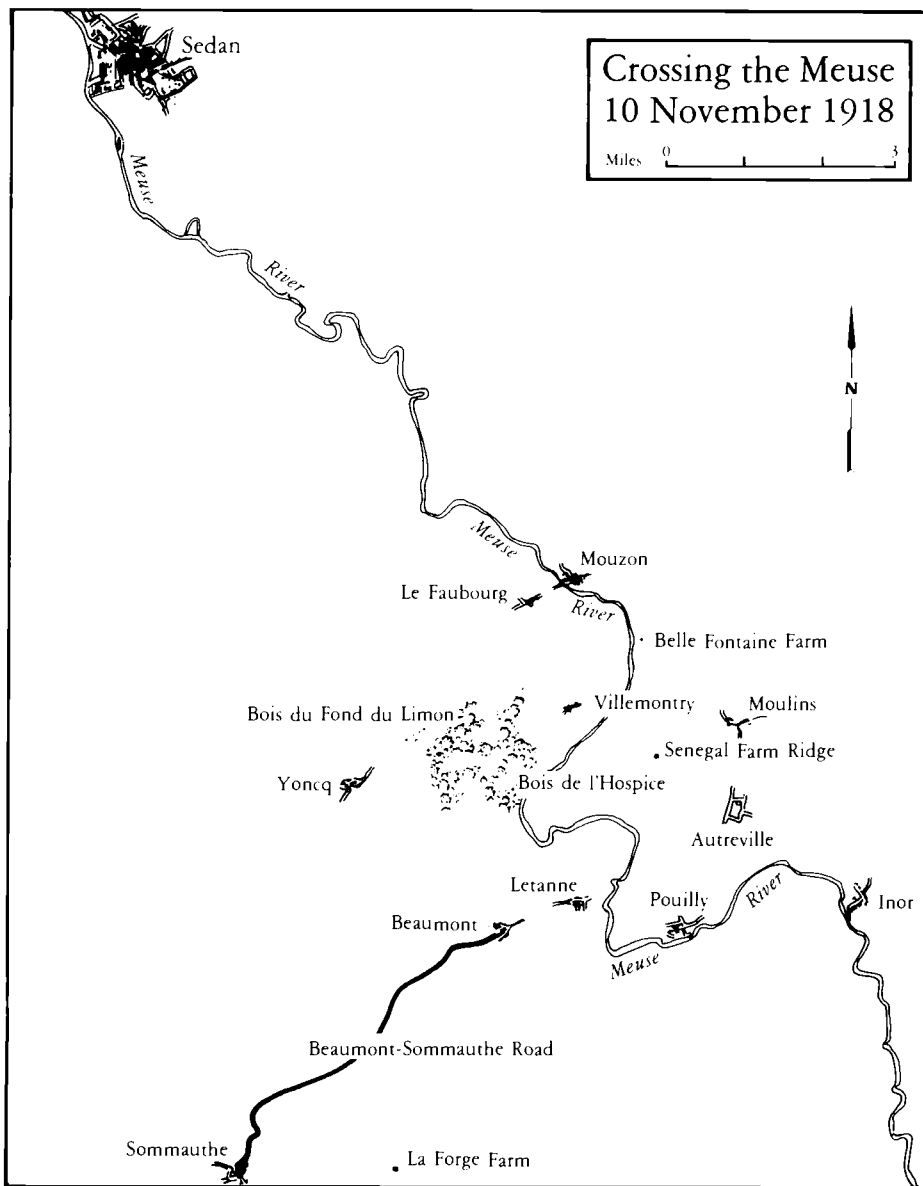 Sedan
Crossing the Meuse
10 November 1918
Miles 0 3
Meuse
River
N
Meuse
River
Mouzon
Le Faubourg
Belle Fontaine Farm
Villemontry
Moulins
Bois du Fond du Limon
Senegal Farm Ridge
Yoncq
Bois de l'Hospice
Autreville
Letanne
Pouilly
River
Inor
Beaumont
Meuse
Beaumont-Sommauthe Road
Sommauthe
La Forge Farm